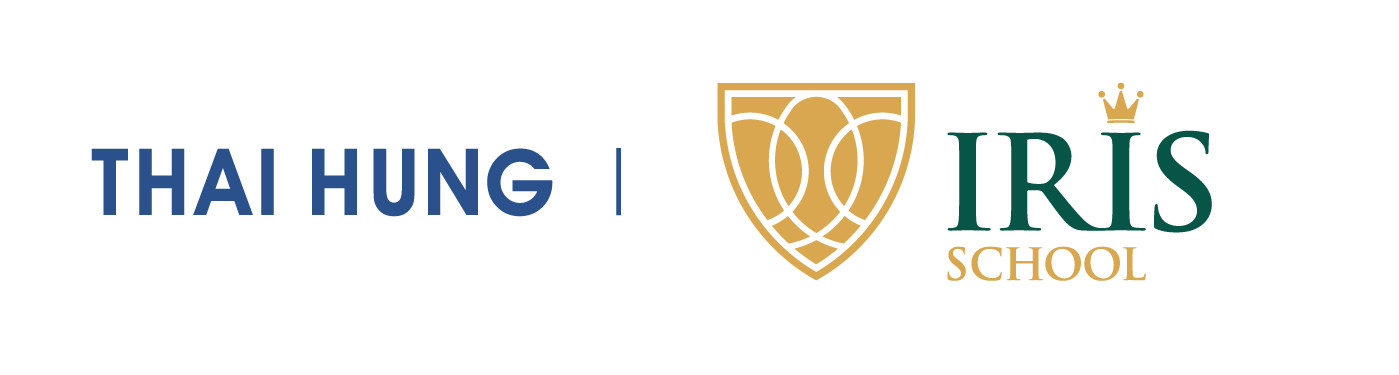 THAI HUNG
IRIS
SCHOOL